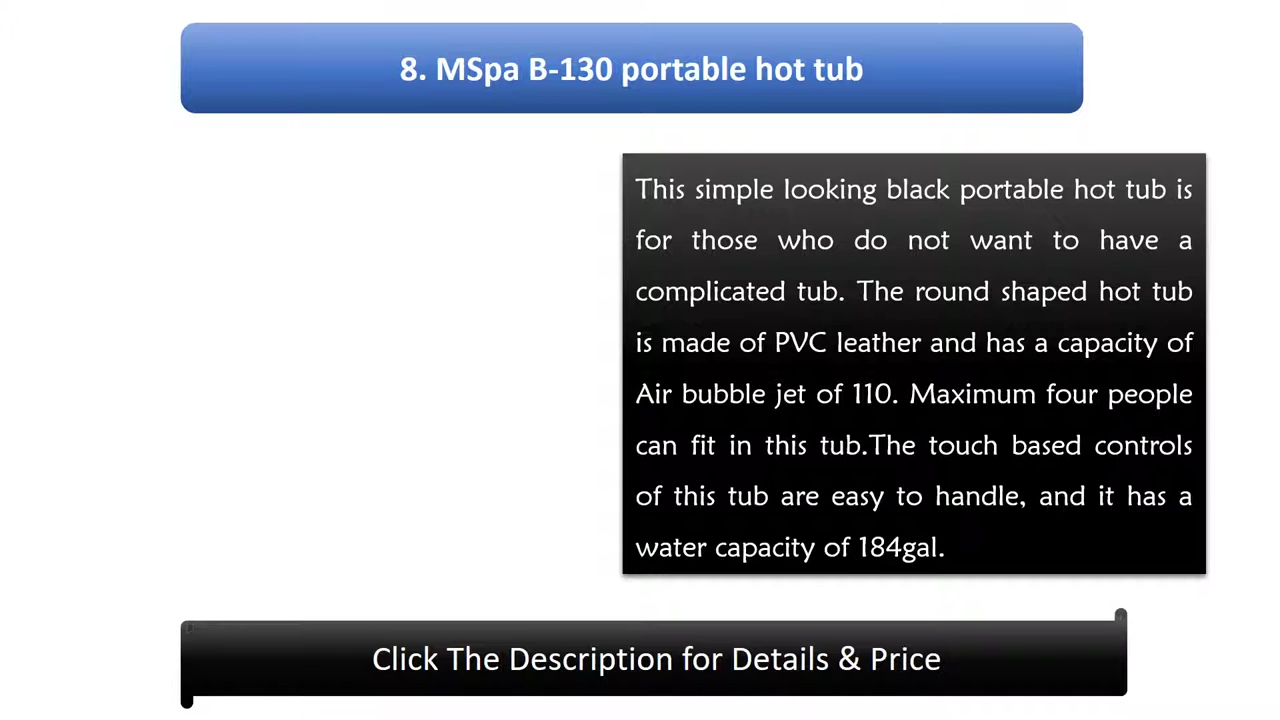 8. MSpa B-130 portable hot tub
This simple looking black portable hot tub is
for those who do not want to have a
complicated tub. The round shaped hot tub
is made of PVC leather and has a capacity of
Air bubble jet of 110. Maximum four people
can fit in this tub.The touch based controls
of this tub are easy to handle, and it has a
water capacity of 184gal.
Click The Description for Details & Price